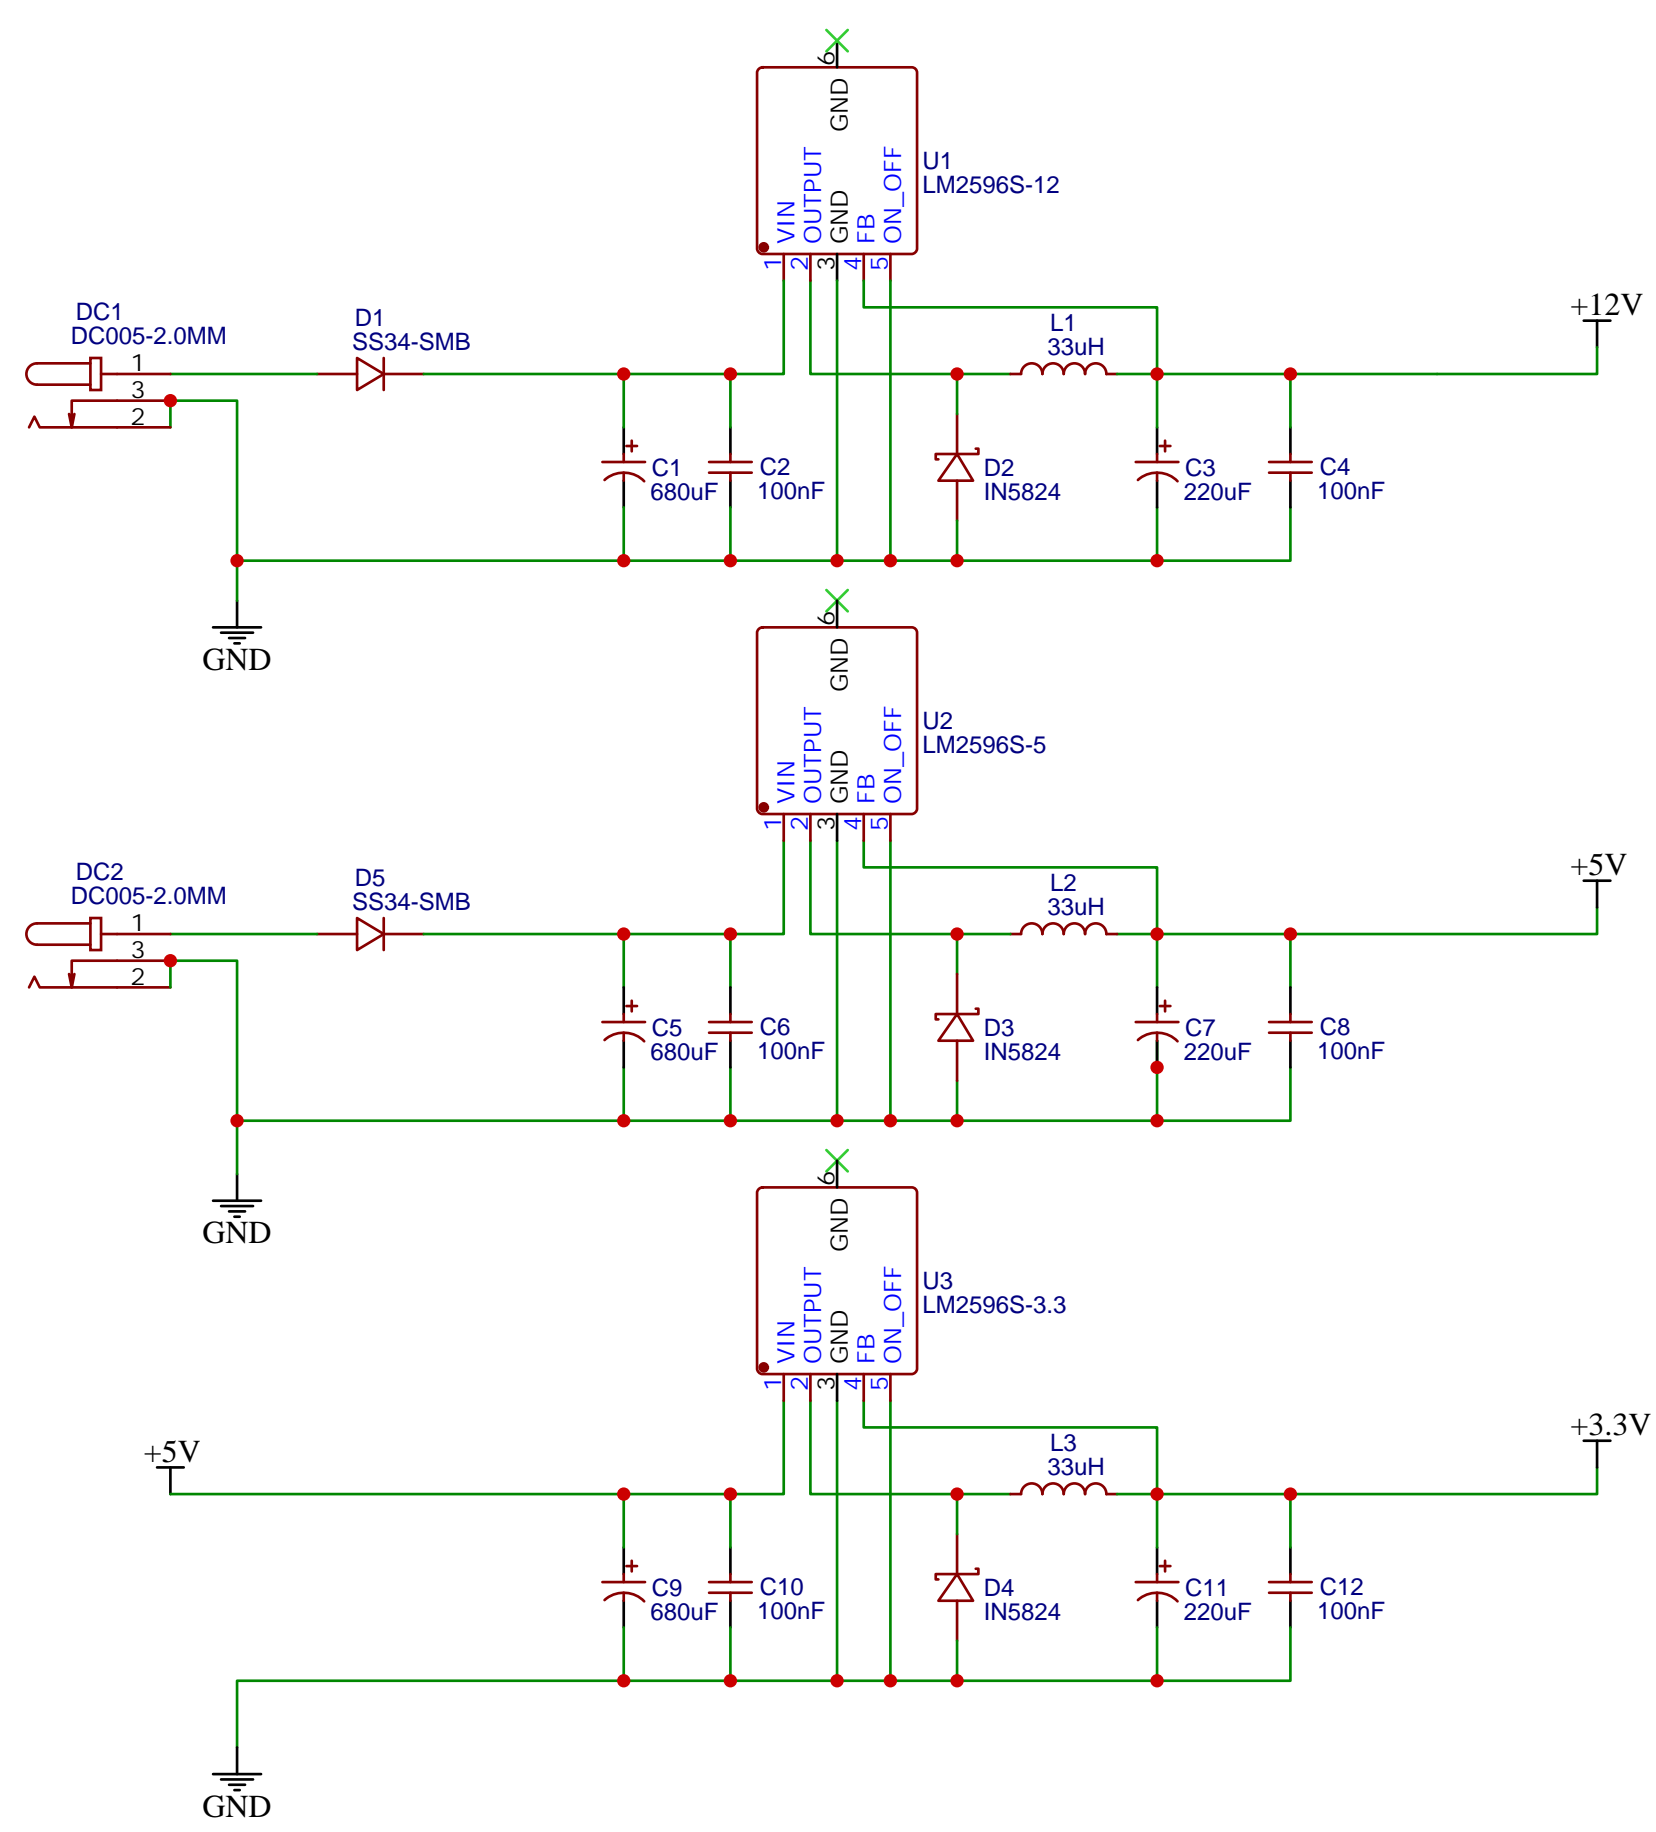 6
GND
VIN
OUTPUT
GND
FB
ON_OFF
1
2
3
4
5
U1
LM2596S-12
DC1
DC005-2.0MM
1
3
2
D1
SS34-SMB
L1
33uH
+12V
+
C1
680uF
C2
100nF
D2
IN5824
+
C3
220uF
C4
100nF
GND
6
GND
VIN
OUTPUT
GND
FB
ON_OFF
1
2
3
4
5
U2
LM2596S-5
DC2
DC005-2.0MM
1
3
2
D5
SS34-SMB
L2
33uH
+5V
+
C5
680uF
C6
100nF
D3
IN5824
+
C7
220uF
C8
100nF
GND
6
GND
VIN
OUTPUT
GND
FB
ON_OFF
1
2
3
4
5
U3
LM2596S-3.3
+5V
L3
33uH
+3.3V
+
C9
680uF
C10
100nF
D4
IN5824
+
C11
220uF
C12
100nF
GND